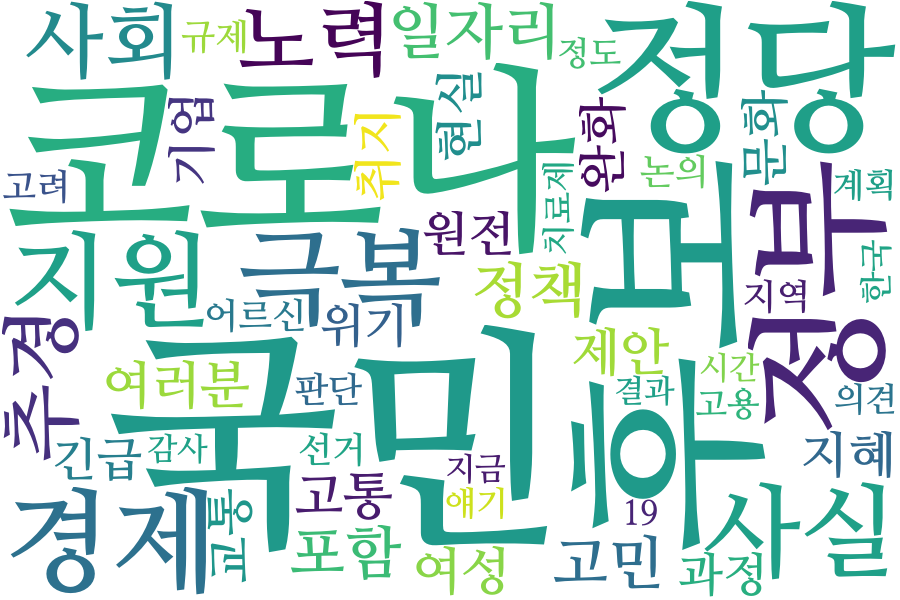 사회
규제
노력
일자리
정도
정당
코로나
기업
취지
현실
완화
문화
고려
치료제
논의
계획
지원
극복
원전
정책
보화
정부
지역
한국
어르신
위기
추경
여러분
판단
제안
시간
결과
고용
의견
국민
긴급
감사
선거
지금
지혜
경제
교통
고통
얘기
19
사실
포함
여성
고민
과정